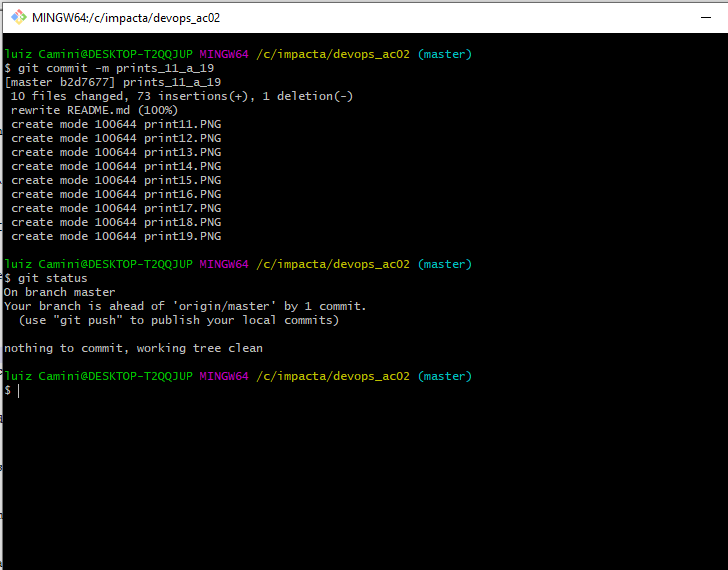 MINGW64:/c/impacta/devops_ac02
luiz Camini@DESKTOP-T2QQJUP MINGW64 /c/impacta/devops_ac02 (master)
$ git commit -m prints_11_a_19
[master b2d7677] prints_11_a_19
 10 files changed, 73 insertions(+), 1 deletion(-)
 rewrite README.md (100%)
 create mode 100644 print11.PNG
 create mode 100644 print12.PNG
 create mode 100644 print13.PNG
 create mode 100644 print14.PNG
 create mode 100644 print15.PNG
 create mode 100644 print16.PNG
 create mode 100644 print17.PNG
 create mode 100644 print18.PNG
 create mode 100644 print19.PNG
luiz Camini@DESKTOP-T2QQJUP MINGW64 /c/impacta/devops_ac02 (master)
$ git status
On branch master
Your branch is ahead of 'origin/master' by 1 commit.
  (use "git push" to publish your local commits)
nothing to commit, working tree clean
luiz Camini@DESKTOP-T2QQJUP MINGW64 /c/impacta/devops_ac02 (master)
$